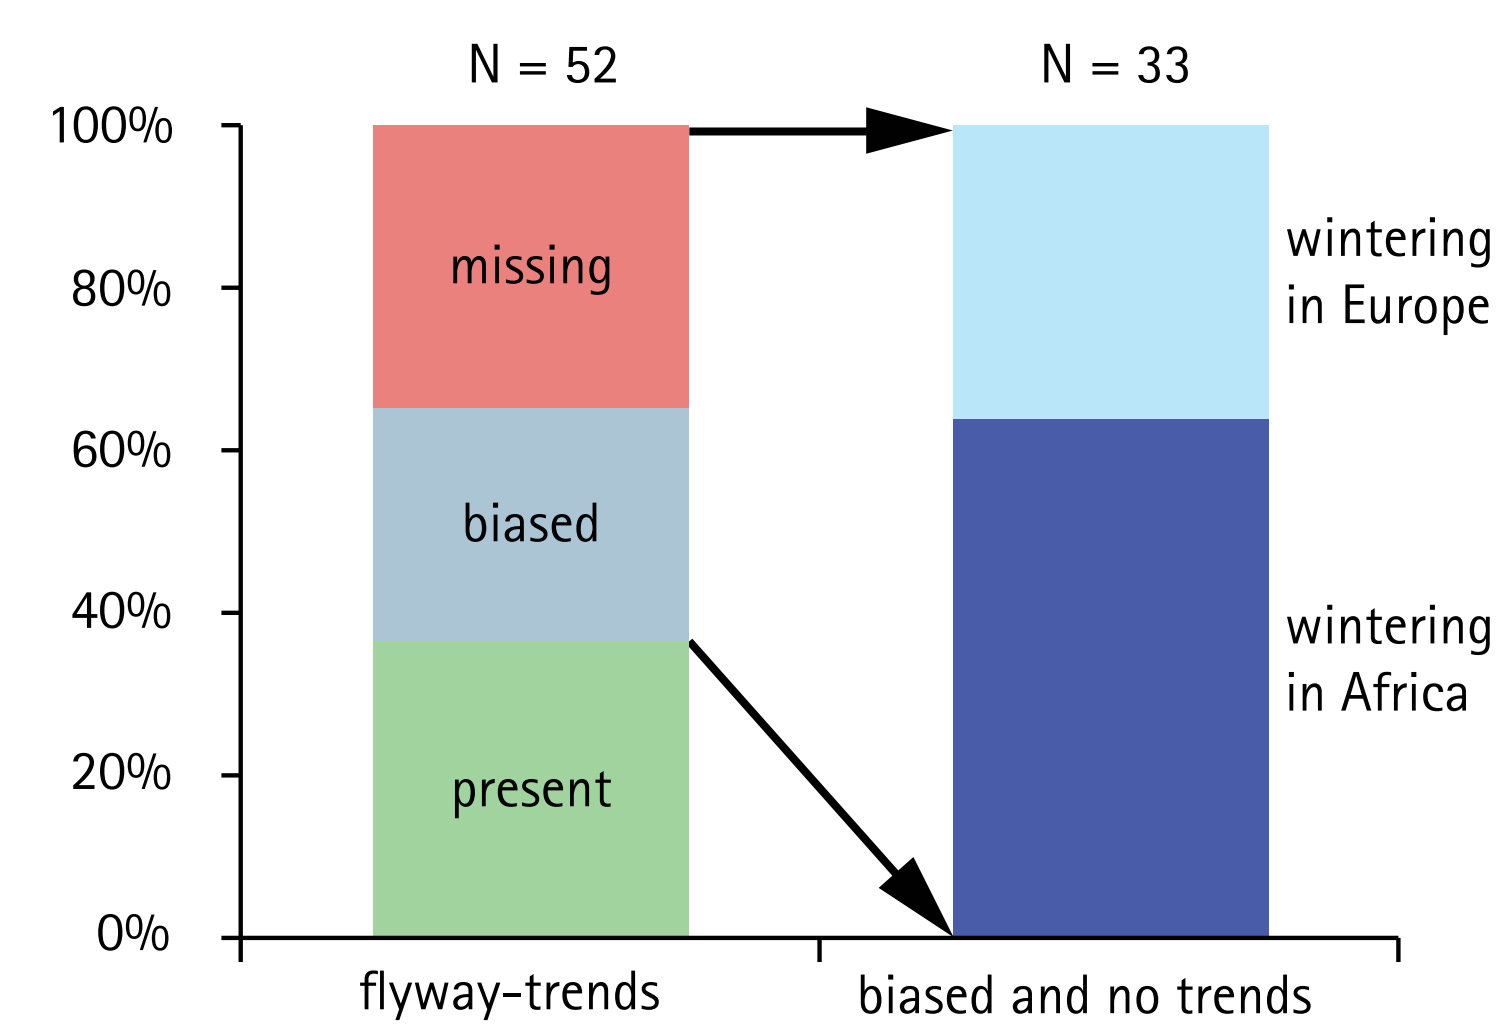 N = 52
N = 33
100%
80%
60%
40%
20%
0%
missing
biased
present
wintering
in Europe
wintering
in Africa
flyway-trends
biased and no trends